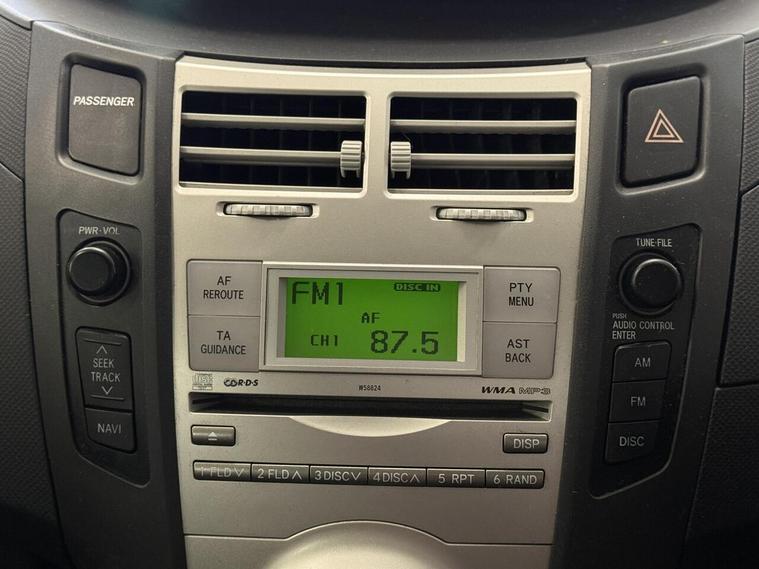 PASSENGER
PWR·VOL
TUNE·FILE
AF
REROUTE
FM1
DISC IN
PTY
MENU
AF
TA
GUIDANCE
CH1
87.5
AST
BACK
PUSH
AUDIO CONTROL
ENTER
SEEK
TRACK
AM
R·D·S
W58824
WMA MP3
FM
NAVI
DISC
DISP
1 FLD ∨
2 FLD ∧
3 DISC ∨
4 DISC ∧
5 RPT
6 RAND